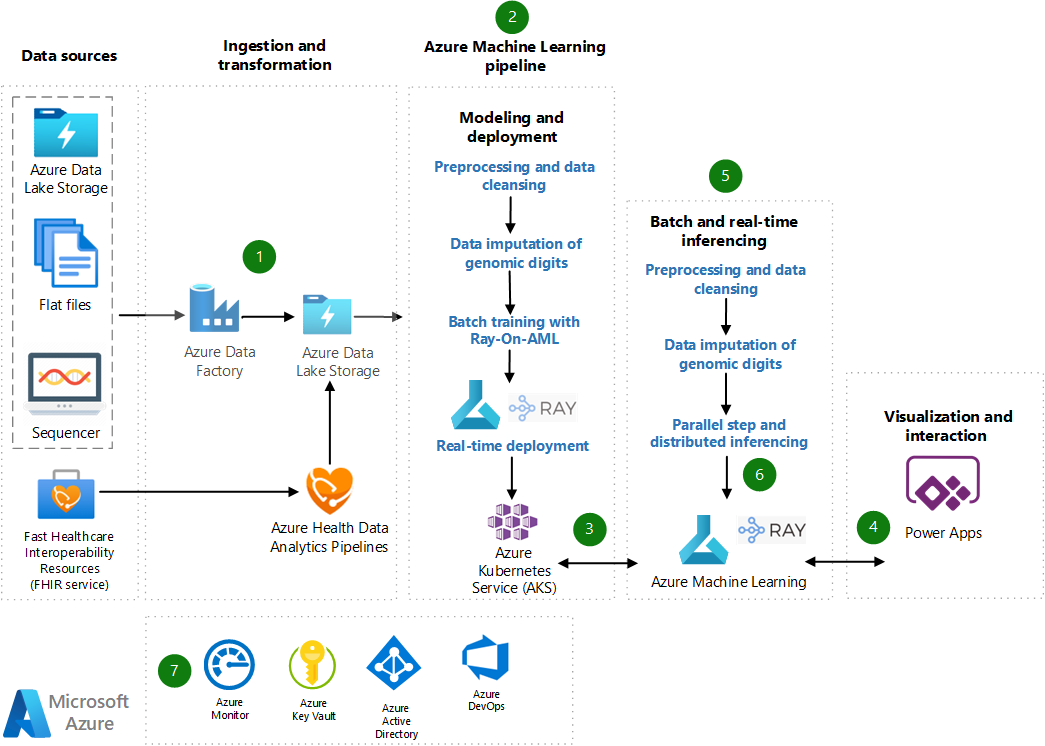 Data sources
Azure Data
Lake Storage
Flat files
Sequencer
Fast Healthcare
Interoperability
Resources
(FHIR service)
Ingestion and
transformation
1
Azure Data
Factory
Azure Data
Lake Storage
Azure Health Data
Analytics Pipelines
2
Azure Machine Learning
pipeline
Modeling and
deployment
Preprocessing and data
cleansing
Data imputation of
genomic digits
Batch training with
Ray-On-AML
RAY
Real-time deployment
Azure
Kubernetes
Service (AKS)
3
5
Batch and real-time
inferencing
Preprocessing and data
cleansing
Data imputation of
genomic digits
Parallel step and
distributed inferencing
6
RAY
Azure Machine Learning
4
Visualization and
interaction
Power Apps
7
Azure
Monitor
Azure
Key Vault
Azure
Active
Directory
Azure
DevOps
Microsoft
Azure